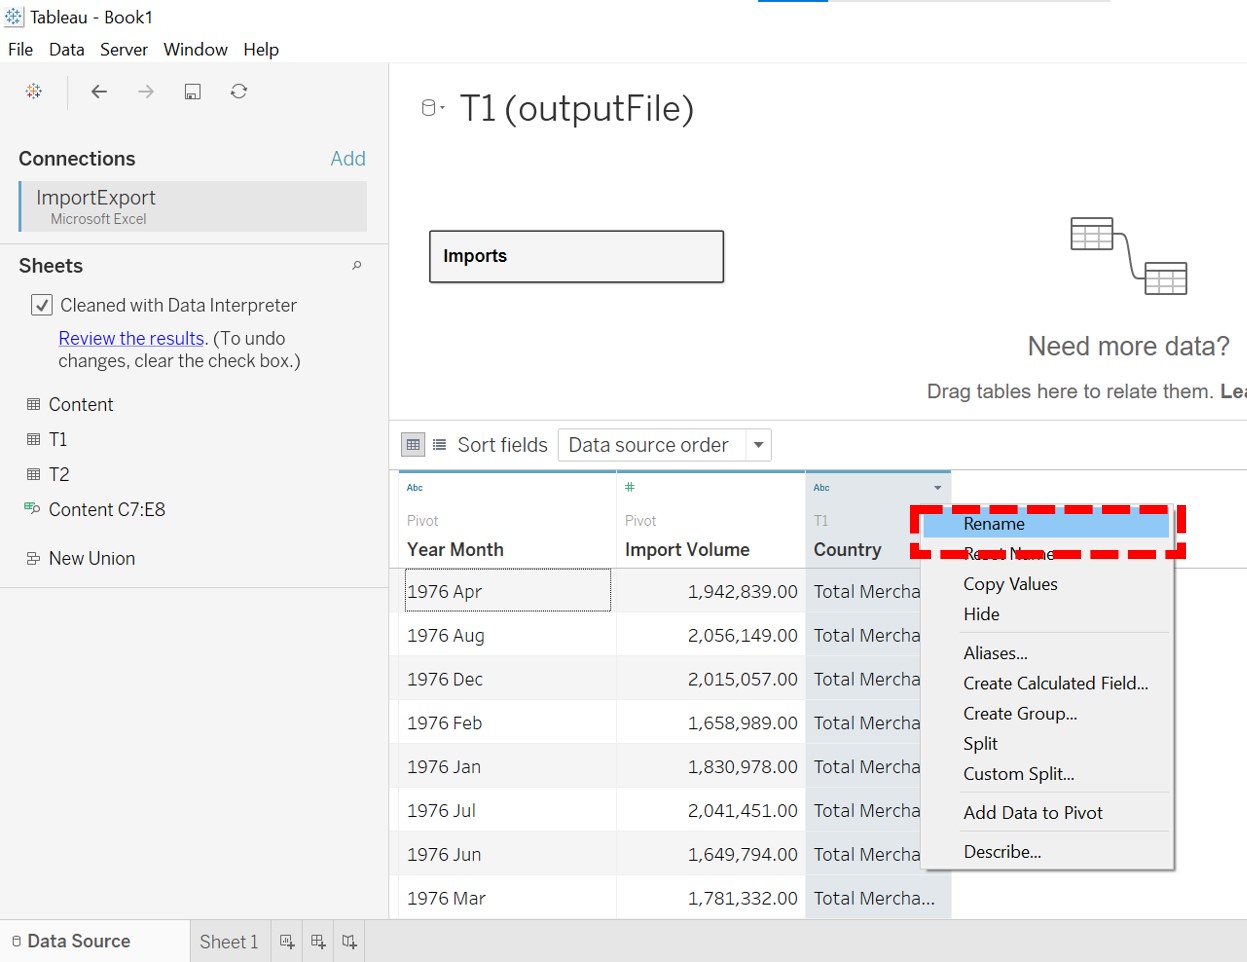 Tableau - Book1
File Data Server Window Help
Connections Add
ImportExport
Microsoft Excel
Sheets
Cleaned with Data Interpreter
Review the results. (To undo
changes, clear the check box.)
Content
T1
T2
Content C7:E8
New Union
T1 (outputFile)
Imports
Need more data?
Drag tables here to relate them. Lea
Sort fields Data source order
Abc # Abc
Pivot Pivot T1
Year Month Import Volume Country
1976 Apr 1,942,839.00 Total Mercha
1976 Aug 2,056,149.00 Total Mercha
1976 Dec 2,015,057.00 Total Mercha
1976 Feb 1,658,989.00 Total Mercha
1976 Jan 1,830,978.00 Total Mercha
1976 Jul 2,041,451.00 Total Mercha
1976 Jun 1,649,794.00 Total Mercha
1976 Mar 1,781,332.00 Total Mercha...
Rename
Reset Name
Copy Values
Hide
Aliases...
Create Calculated Field...
Create Group...
Split
Custom Split...
Add Data to Pivot
Describe...
Data Source Sheet 1